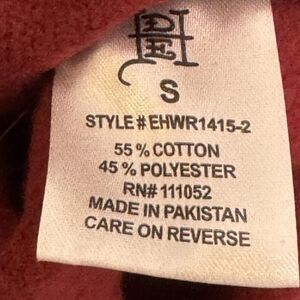 S
STYLE # EHWR1415-2
55 % COTTON
45 % POLYESTER
RN# 111052
MADE IN PAKISTAN
CARE ON REVERSE